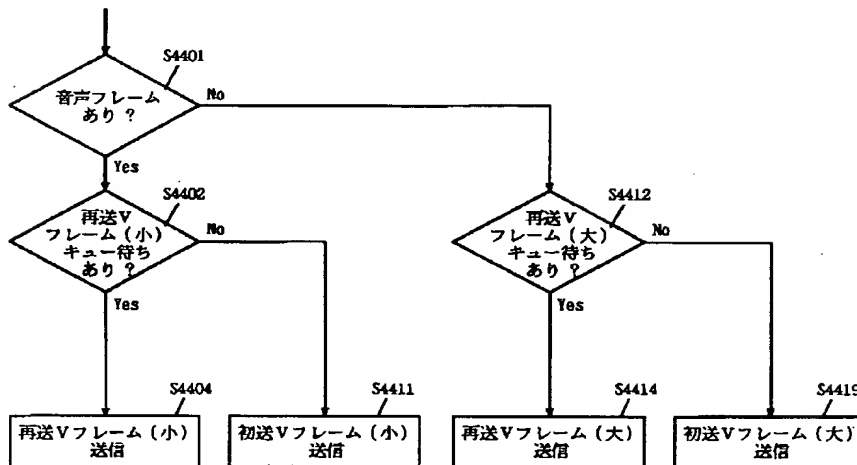 S4401
音声フレーム
あり ?
No
Yes
S4402
再送V
フレーム(小)
キュー待ち
あり ?
No
Yes
S4412
再送V
フレーム(大)
キュー待ち
あり ?
No
Yes
S4404
再送Vフレーム(小)
送信
S4411
初送Vフレーム(小)
送信
S4414
再送Vフレーム(大)
送信
S4419
初送Vフレーム(大)
送信